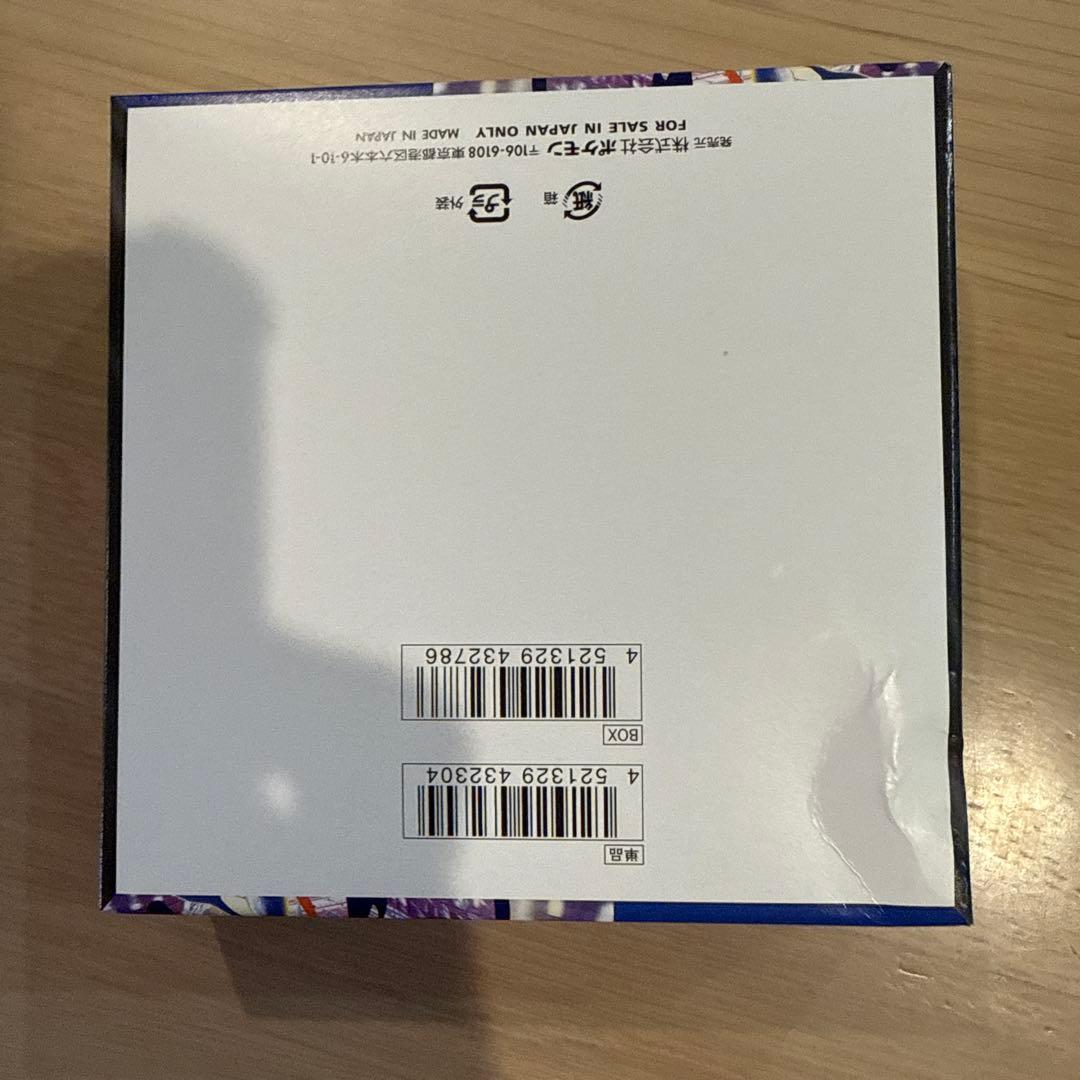 単品
4 521329 432304
BOX
4 521329 432786
紙 箱 プラ 外装
発売元 株式会社ポケモン 〒106-6108 東京都港区六本木6-10-1
FOR SALE IN JAPAN ONLY MADE IN JAPAN